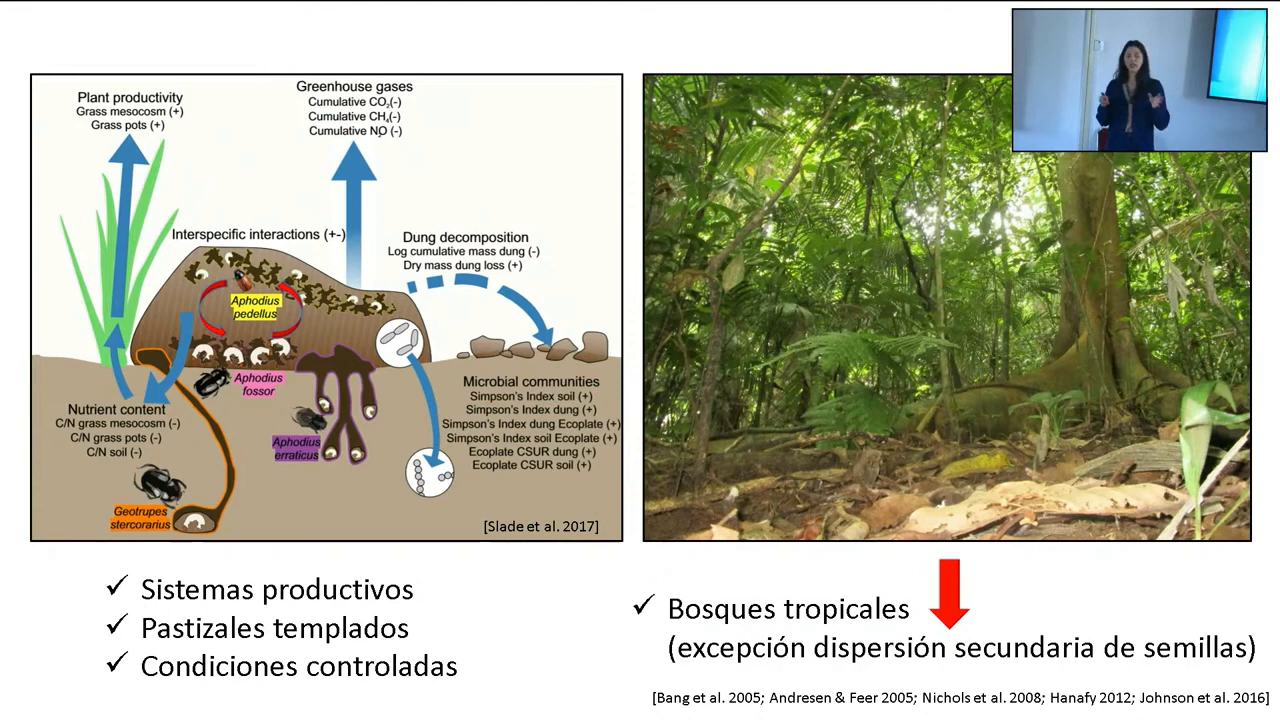 Plant productivity
Grass mesocosm (+)
Grass pots (+)
Greenhouse gases
Cumulative CO₂(-)
Cumulative CH₄(-)
Cumulative N₂O (-)
Interspecific interactions (+-)
Dung decomposition
Log cumulative mass dung (-)
Dry mass dung loss (+)
Aphodius
pedellus
Aphodius
fossor
Aphodius
erraticus
Nutrient content
C/N grass mesocosm (-)
C/N grass pots (-)
C/N soil (-)
Microbial communities
Simpson's Index soil (+)
Simpson's Index dung (+)
Simpson's Index dung Ecoplate (+)
Simpson's Index soil Ecoplate (+)
Ecoplate CSUR dung (+)
Ecoplate CSUR soil (+)
Geotrupes
stercorarius
[Slade et al. 2017]
✓ Sistemas productivos
✓ Pastizales templados
✓ Condiciones controladas
✓ Bosques tropicales
(excepción dispersión secundaria de semillas)
[Bang et al. 2005; Andresen & Feer 2005; Nichols et al. 2008; Hanafy 2012; Johnson et al. 2016]